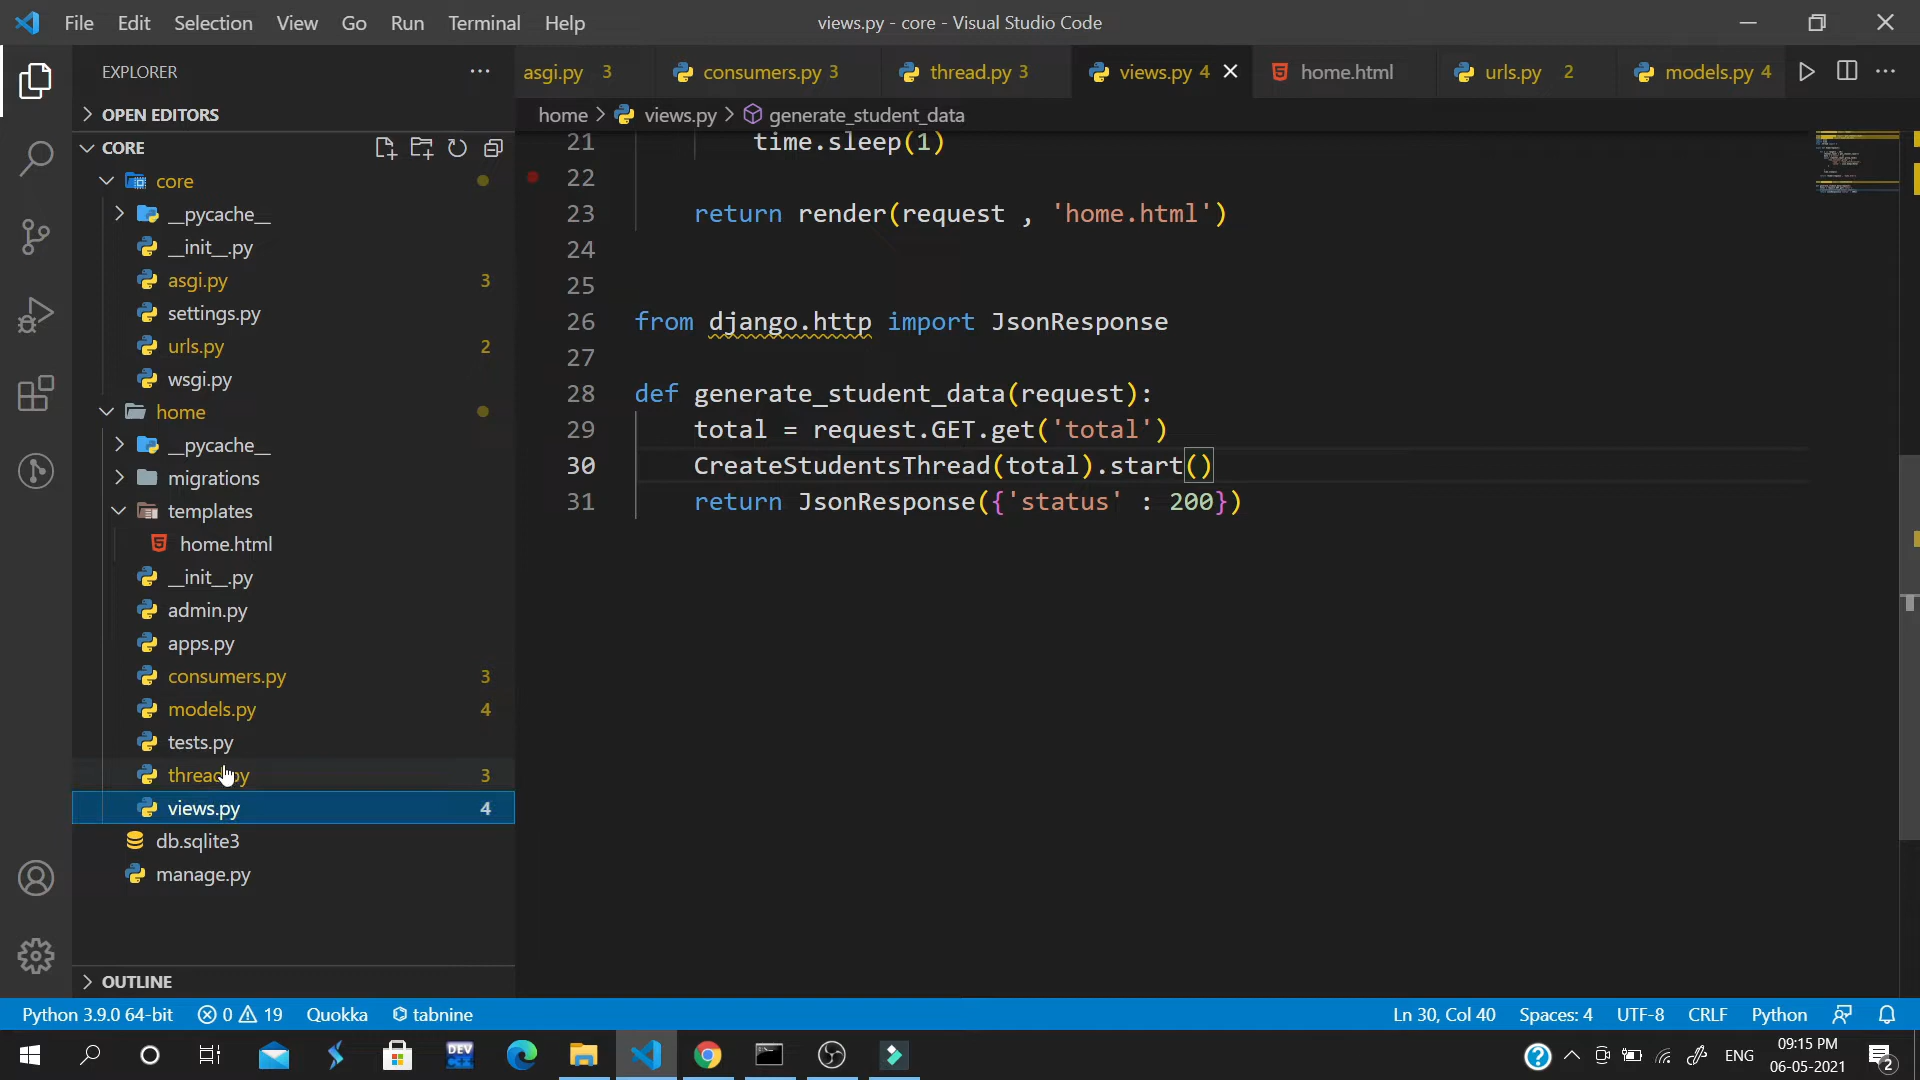 File Edit Selection View Go Run Terminal Help
views.py - core - Visual Studio Code
EXPLORER
OPEN EDITORS
CORE
core
__pycache__
__init__.py
asgi.py 3
settings.py
urls.py 2
wsgi.py
home
__pycache__
migrations
templates
home.html
__init__.py
admin.py
apps.py
consumers.py 3
models.py 4
tests.py
thread.py 3
views.py 4
db.sqlite3
manage.py
OUTLINE
asgi.py 3 consumers.py 3 thread.py 3 views.py 4 home.html urls.py 2 models.py 4
home > views.py > generate_student_data
21 time.sleep(1)
22
23 return render(request , 'home.html')
24
25
26 from django.http import JsonResponse
27
28 def generate_student_data(request):
29 total = request.GET.get('total')
30 CreateStudentsThread(total).start()
31 return JsonResponse({'status' : 200})
Python 3.9.0 64-bit 0 19 Quokka tabnine
Ln 30, Col 40 Spaces: 4 UTF-8 CRLF Python
DEV
ENG
09:15 PM
06-05-2021
2